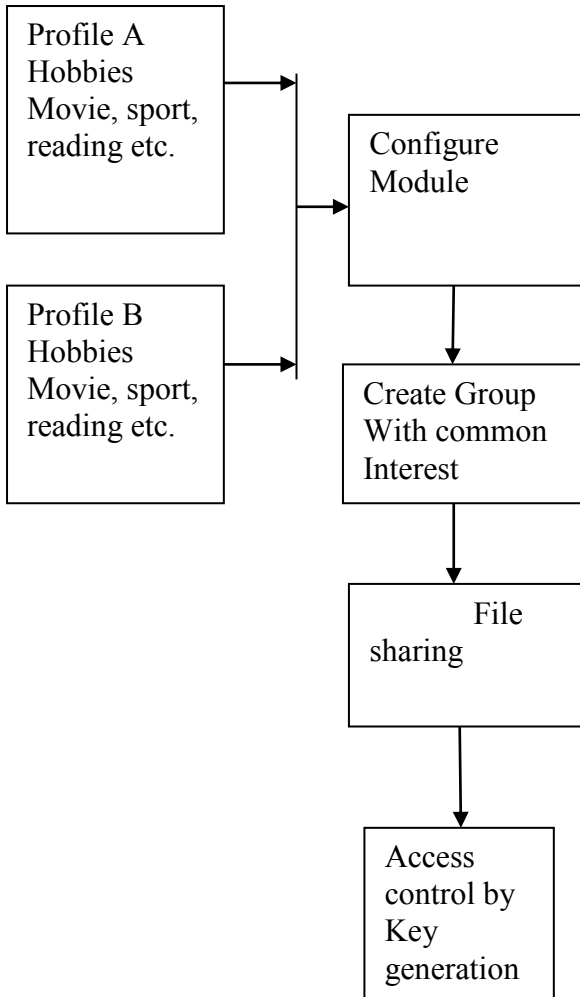 Profile A
Hobbies
Movie, sport,
reading etc.
Configure
Module
Profile B
Hobbies
Movie, sport,
reading etc.
Create Group
With common
Interest
File
sharing
Access
control by
Key
generation